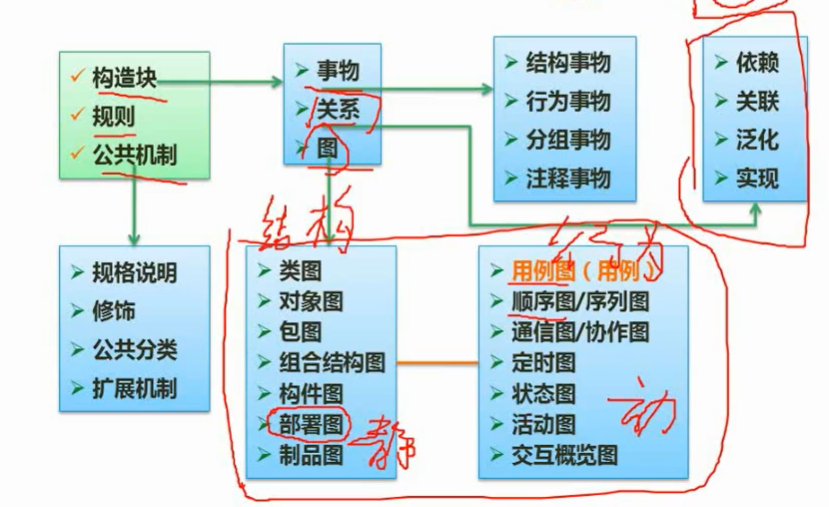 构造块
规则
公共机制
事物
关系
图
结构事物
行为事物
分组事物
注释事物
依赖
关联
泛化
实现
结构
行为
规格说明
修饰
公共分类
扩展机制
类图
对象图
包图
组合结构图
构件图
部署图
制品图
静
用例图（用例）
顺序图/序列图
通信图/协作图
定时图
状态图
活动图
交互概览图
动